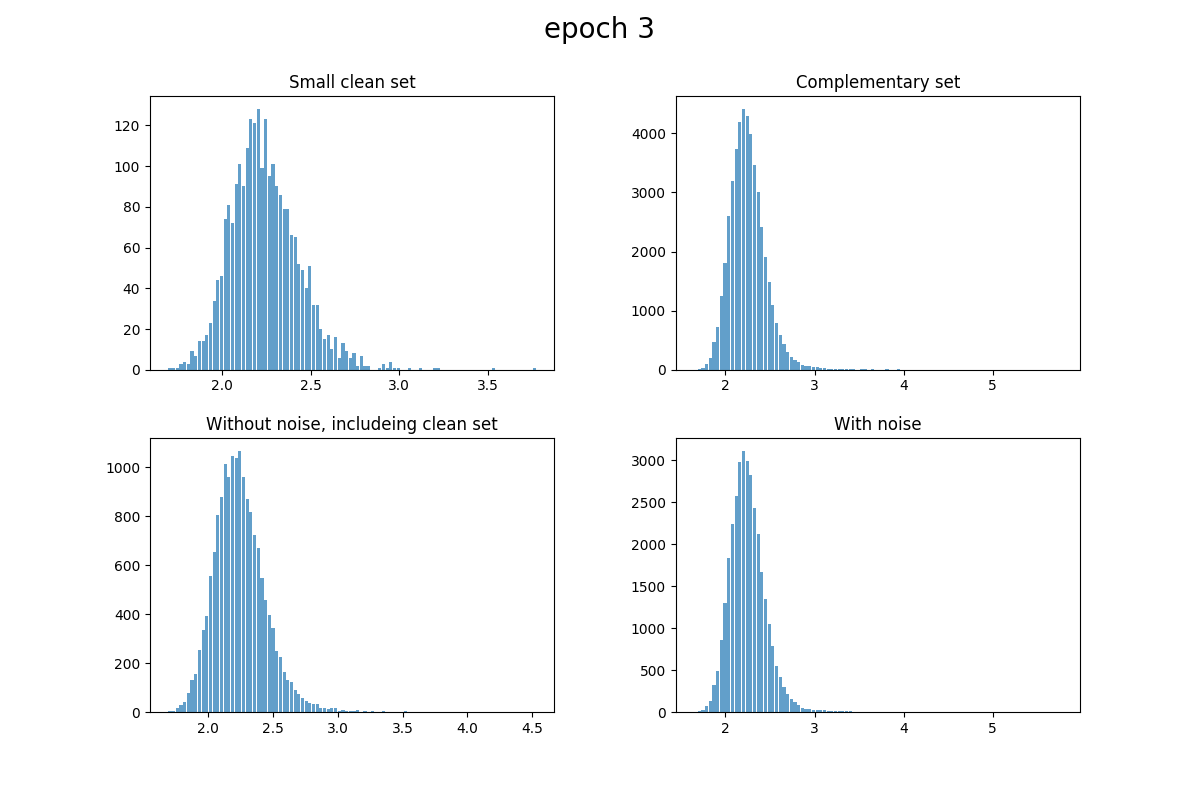 epoch 3
Small clean set
120
100
80
60
40
20
0
2.0 2.5 3.0 3.5
Complementary set
4000
3000
2000
1000
0
2 3 4 5
Without noise, includeing clean set
1000
800
600
400
200
0
2.0 2.5 3.0 3.5 4.0 4.5
With noise
3000
2500
2000
1500
1000
500
0
2 3 4 5